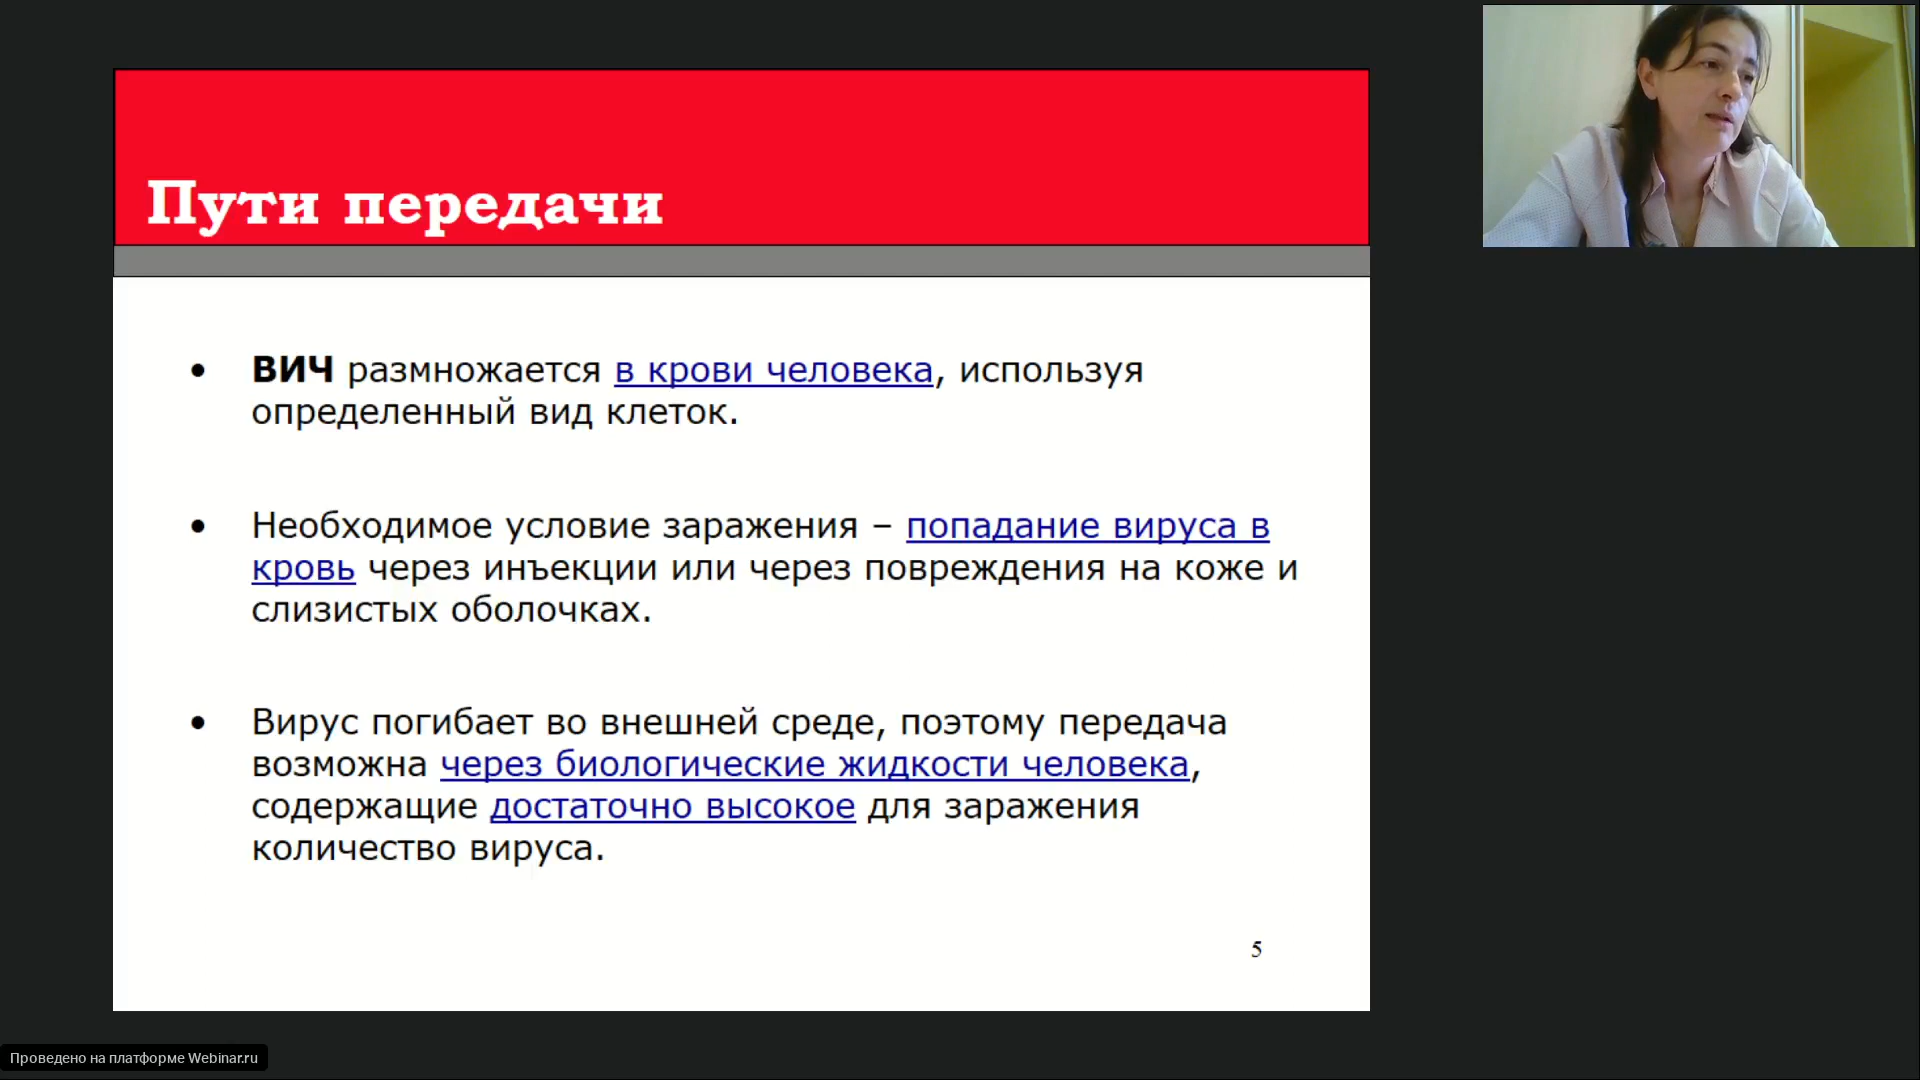 Пути передачи
• ВИЧ размножается в крови человека, используя
определенный вид клеток.
• Необходимое условие заражения – попадание вируса в
кровь через инъекции или через повреждения на коже и
слизистых оболочках.
• Вирус погибает во внешней среде, поэтому передача
возможна через биологические жидкости человека,
содержащие достаточно высокое для заражения
количество вируса.
5
Проведено на платформе Webinar.ru